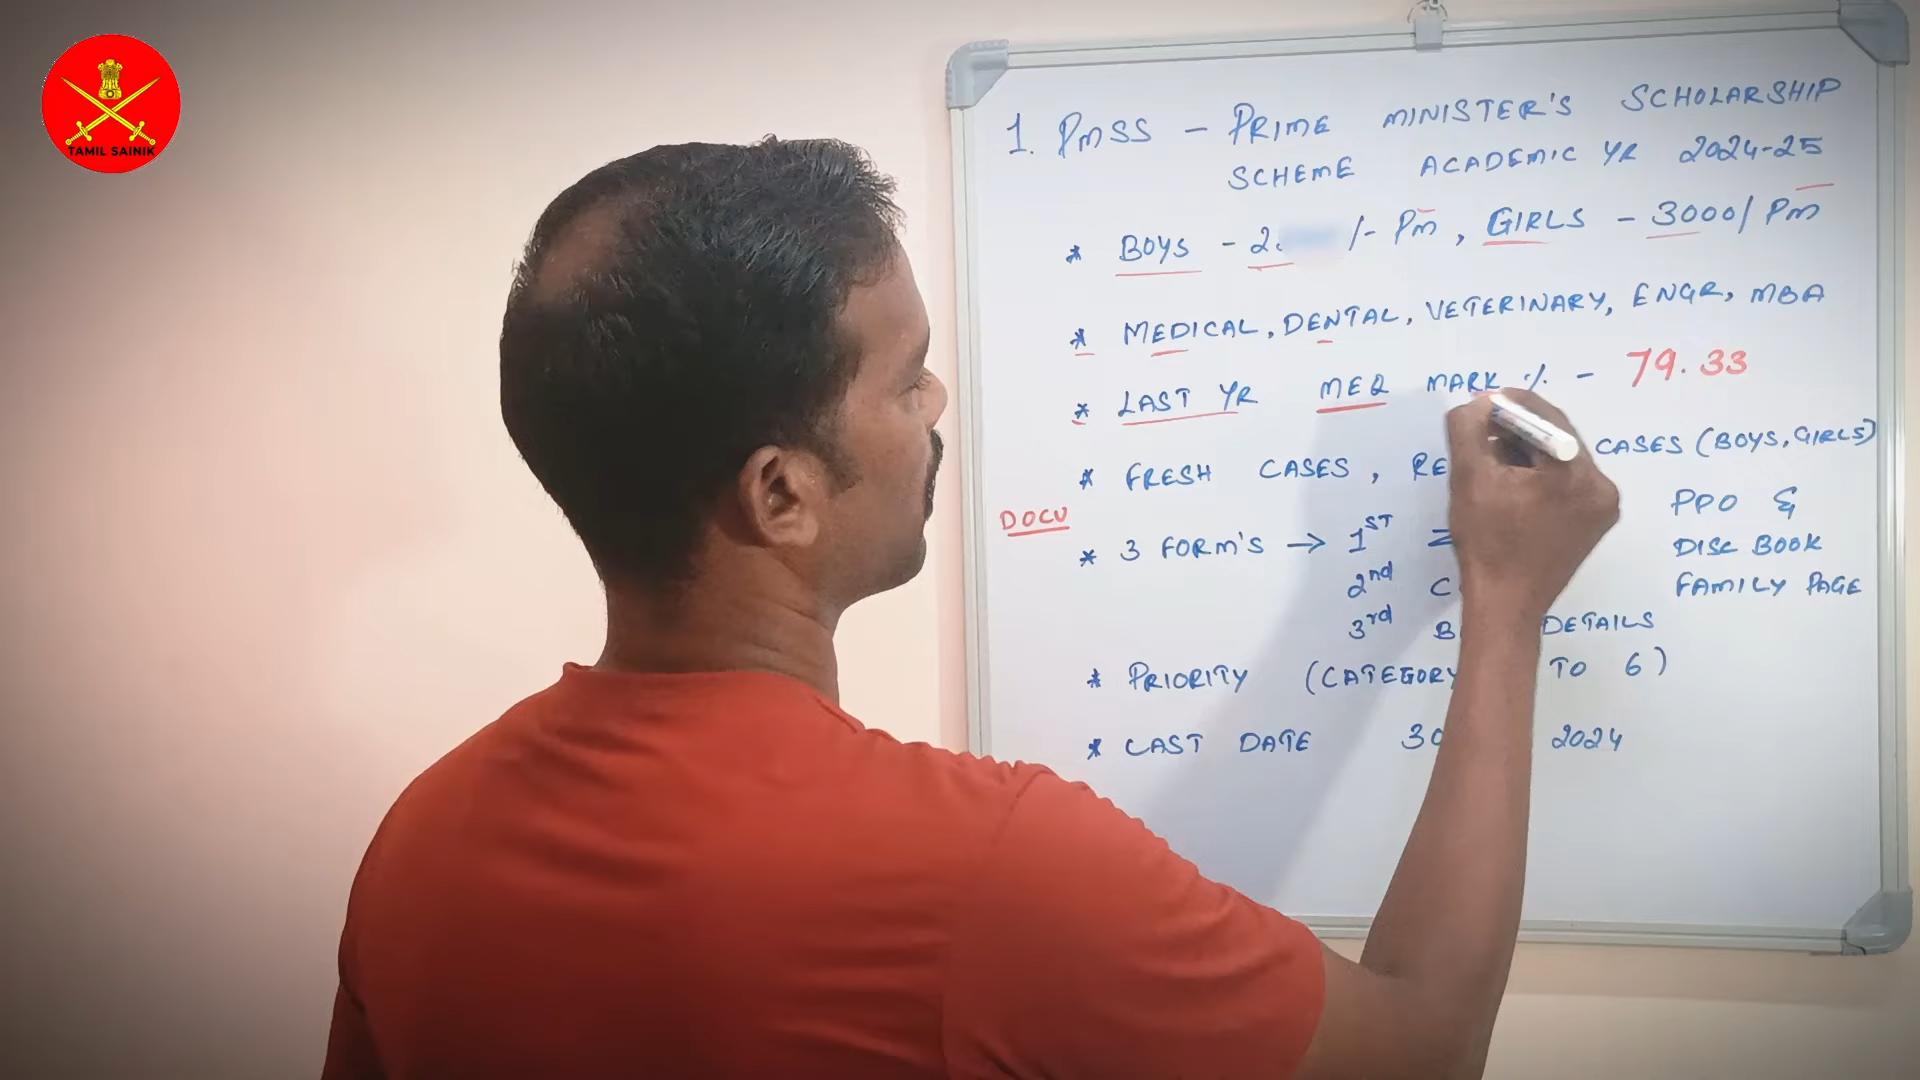 TAMIL SAINIK
1. PMSS - PRIME MINISTER'S SCHOLARSHIP
SCHEME ACADEMIC YR 2024-25
* BOYS - 2. /- PM, GIRLS - 3000/ PM
* MEDICAL, DENTAL, VETERINARY, ENGR, MBA
* LAST YR MEQ MARK % - 79.33
* FRESH CASES, CASES (BOYS, GIRLS)
DOCU
* 3 FORM'S → 1ST
2nd
3rd DETAILS
PPO &
DISC BOOK
FAMILY PAGE
* PRIORITY (CATEGORY TO 6)
* LAST DATE 30 2024